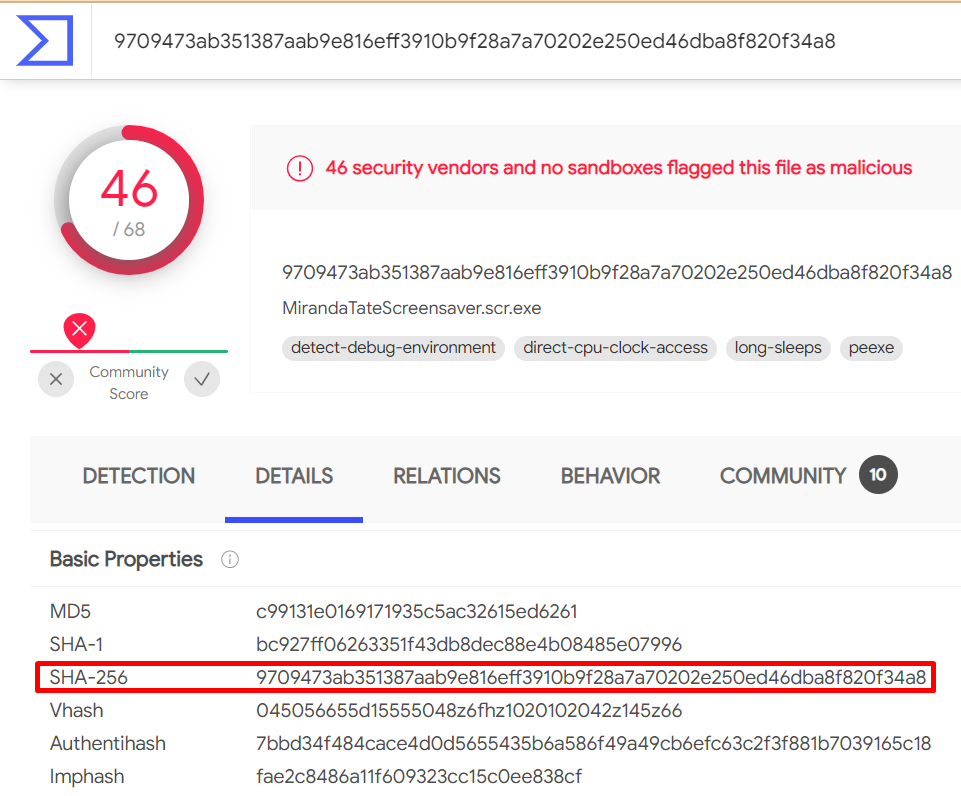 9709473ab351387aab9e816eff3910b9f28a7a70202e250ed46dba8f820f34a8
46
/ 68
46 security vendors and no sandboxes flagged this file as malicious
9709473ab351387aab9e816eff3910b9f28a7a70202e250ed46dba8f820f34a8
MirandaTateScreensaver.scr.exe
detect-debug-environment direct-cpu-clock-access long-sleeps peexe
Community
Score
DETECTION DETAILS RELATIONS BEHAVIOR COMMUNITY 10
Basic Properties
MD5 c99131e0169171935c5ac32615ed6261
SHA-1 bc927ff06263351f43db8dec88e4b08485e07996
SHA-256 9709473ab351387aab9e816eff3910b9f28a7a70202e250ed46dba8f820f34a8
Vhash 045056655d15555048z6fhz1020102042z145z66
Authentihash 7bbd34f484cace4d0d5655435b6a586f49a49cb6efc63c2f3f881b7039165c18
Imphash fae2c8486a11f609323cc15c0ee838cf